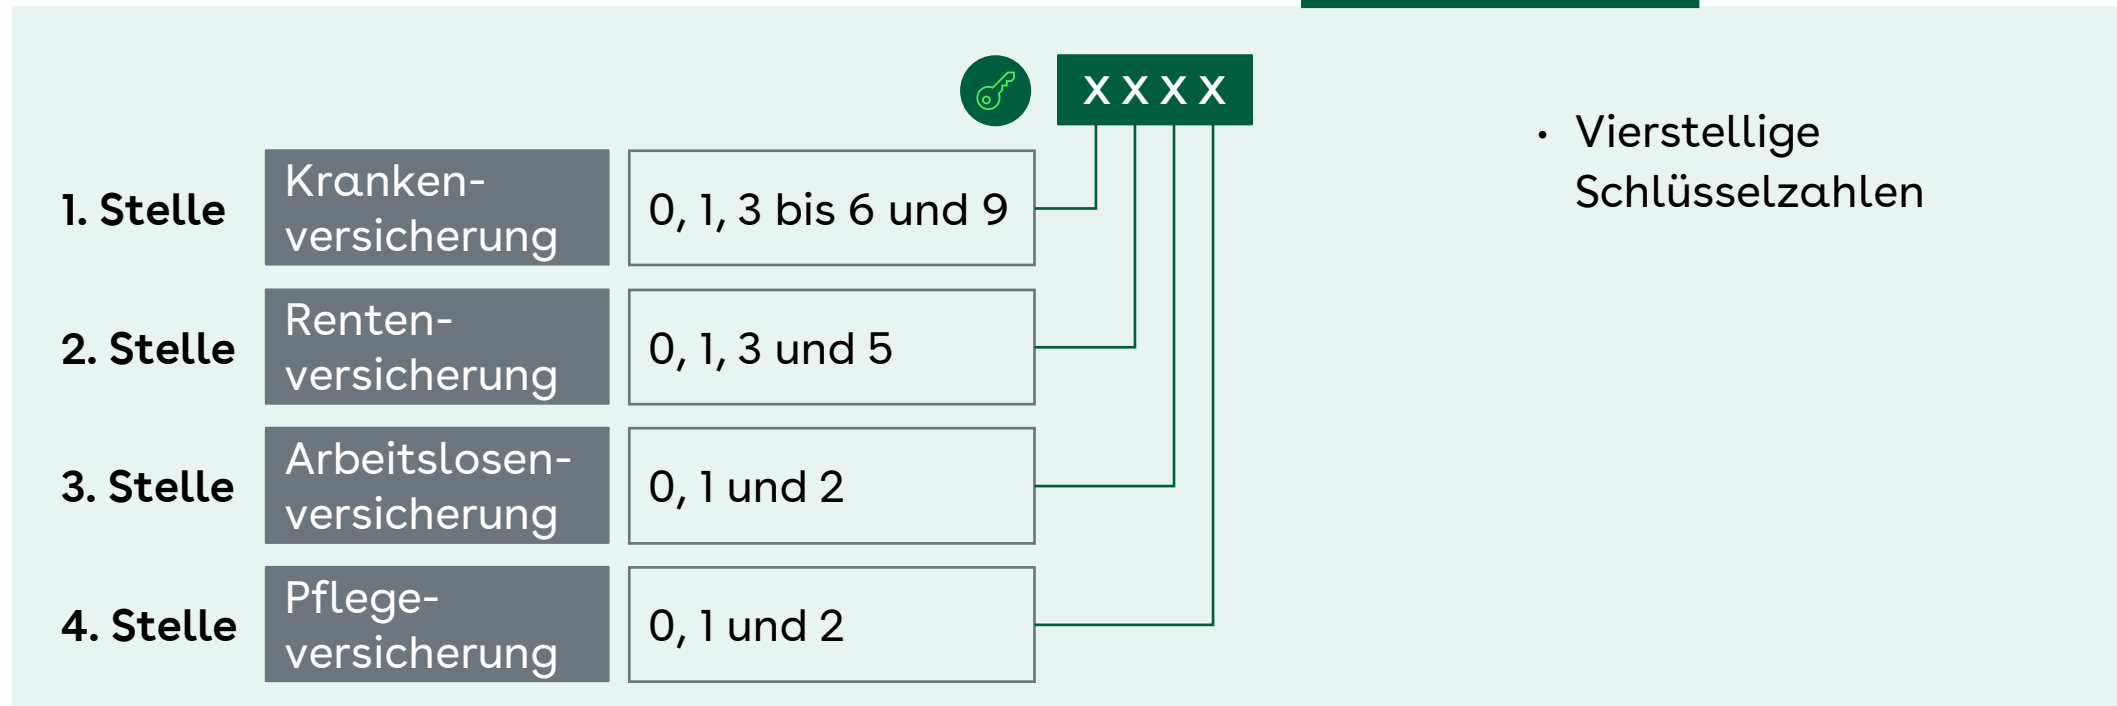 X X X X
1. Stelle
Kranken-
versicherung
0, 1, 3 bis 6 und 9
2. Stelle
Renten-
versicherung
0, 1, 3 und 5
3. Stelle
Arbeitslosen-
versicherung
0, 1 und 2
4. Stelle
Pflege-
versicherung
0, 1 und 2
• Vierstellige
Schlüsselzahlen